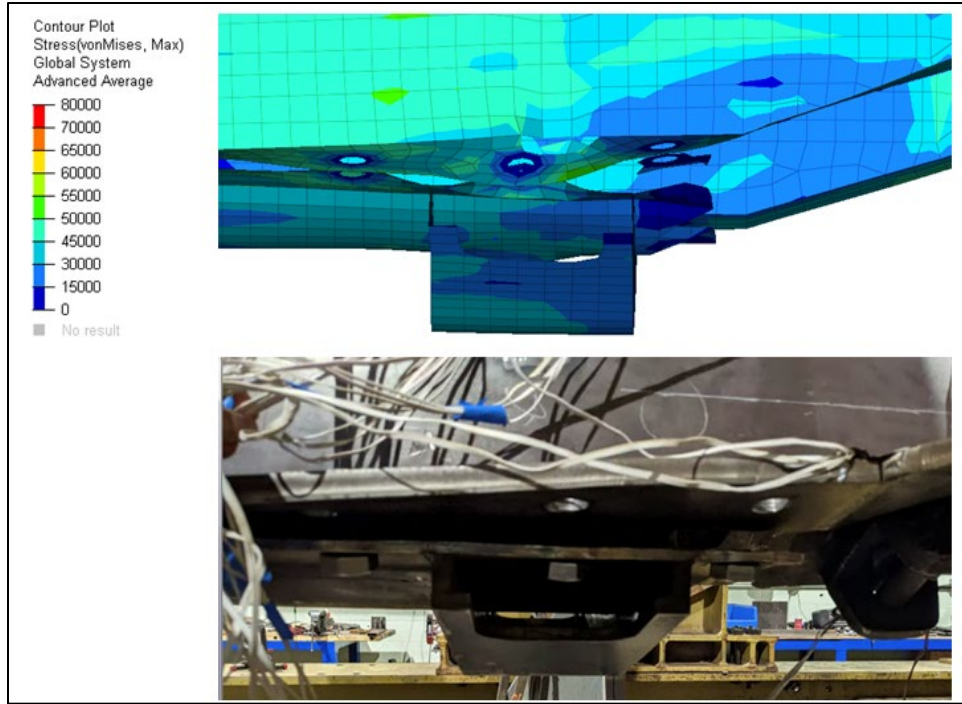 Contour Plot
Stress(vonMises, Max)
Global System
Advanced Average
80000
70000
65000
60000
55000
50000
45000
30000
15000
0
No result